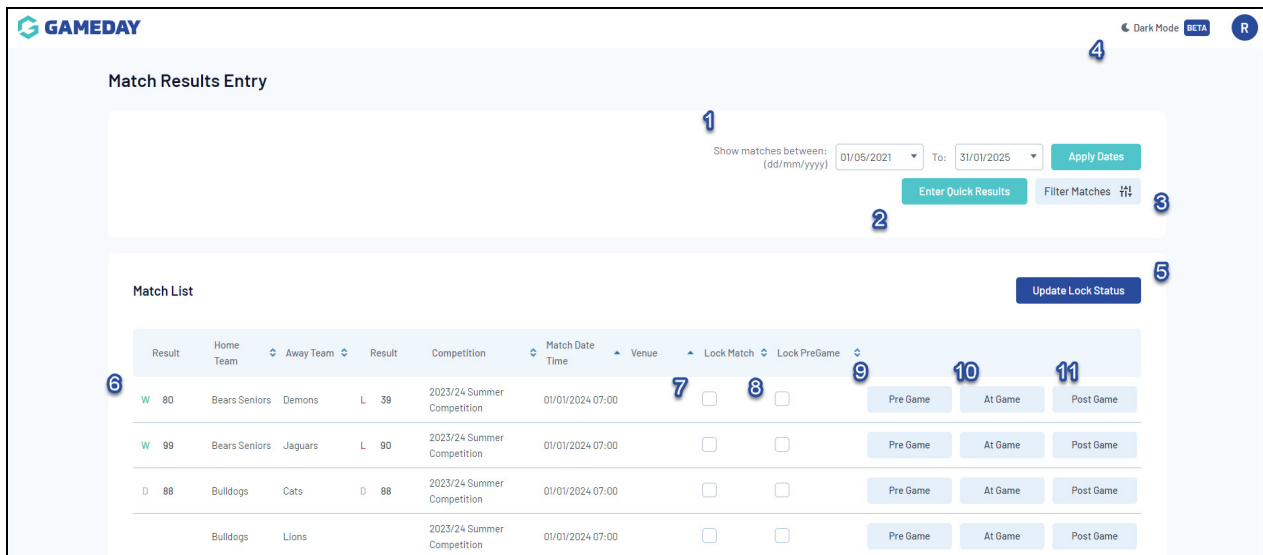 GAMEDAY
Dark Mode BETA R
4
Match Results Entry
1
Show matches between: 01/05/2021 To: 31/01/2025 Apply Dates
(dd/mm/yyyy)
Enter Quick Results Filter Matches
3
2
5
Match List Update Lock Status
Result Home Team Away Team Result Competition Match Date Time Venue Lock Match Lock PreGame
6 7 8 9 10 11
W 80 Bears Seniors Demons L 39 2023/24 Summer Competition 01/01/2024 07:00 Pre Game At Game Post Game
W 99 Bears Seniors Jaguars L 90 2023/24 Summer Competition 01/01/2024 07:00 Pre Game At Game Post Game
D 88 Bulldogs Cats D 88 2023/24 Summer Competition 01/01/2024 07:00 Pre Game At Game Post Game
Bulldogs Lions 2023/24 Summer Competition 01/01/2024 07:00 Pre Game At Game Post Game